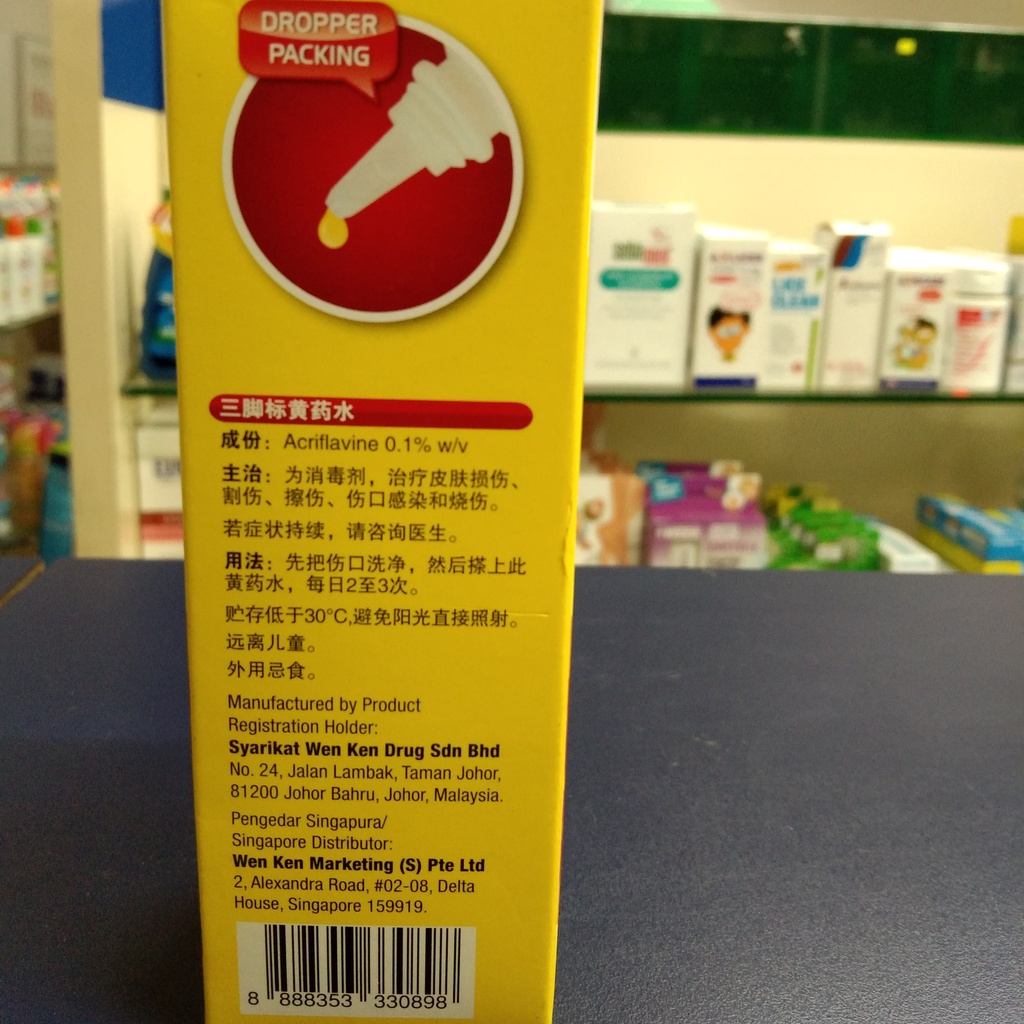 DROPPER
PACKING
三脚标黄药水
成份：Acriflavine 0.1% w/v
主治：为消毒剂，治疗皮肤损伤、
割伤、擦伤、伤口感染和烧伤。
若症状持续，请咨询医生。
用法：先把伤口洗净，然后搽上此
黄药水，每日2至3次。
贮存低于30°C,避免阳光直接照射。
远离儿童。
外用忌食。
Manufactured by Product
Registration Holder:
Syarikat Wen Ken Drug Sdn Bhd
No. 24, Jalan Lambak, Taman Johor,
81200 Johor Bahru, Johor, Malaysia.
Pengedar Singapura/
Singapore Distributor:
Wen Ken Marketing (S) Pte Ltd
2, Alexandra Road, #02-08, Delta
House, Singapore 159919.
8 888353 330898
LICE
CLEAR